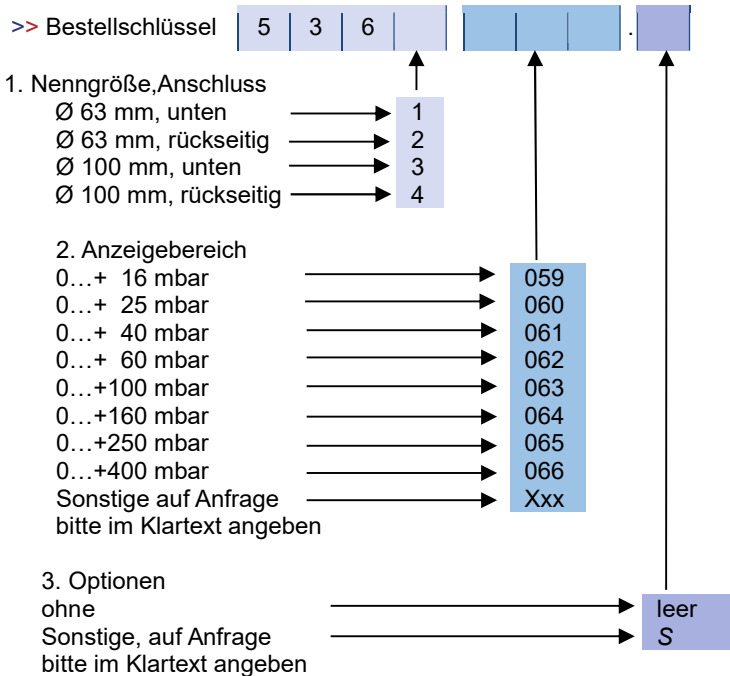 >> Bestellschlüssel 5 3 6 .
1. Nenngröße,Anschluss
Ø 63 mm, unten 1
Ø 63 mm, rückseitig 2
Ø 100 mm, unten 3
Ø 100 mm, rückseitig 4
2. Anzeigebereich
0…+ 16 mbar 059
0…+ 25 mbar 060
0…+ 40 mbar 061
0…+ 60 mbar 062
0…+100 mbar 063
0…+160 mbar 064
0…+250 mbar 065
0…+400 mbar 066
Sonstige auf Anfrage Xxx
bitte im Klartext angeben
3. Optionen
ohne leer
Sonstige, auf Anfrage S
bitte im Klartext angeben